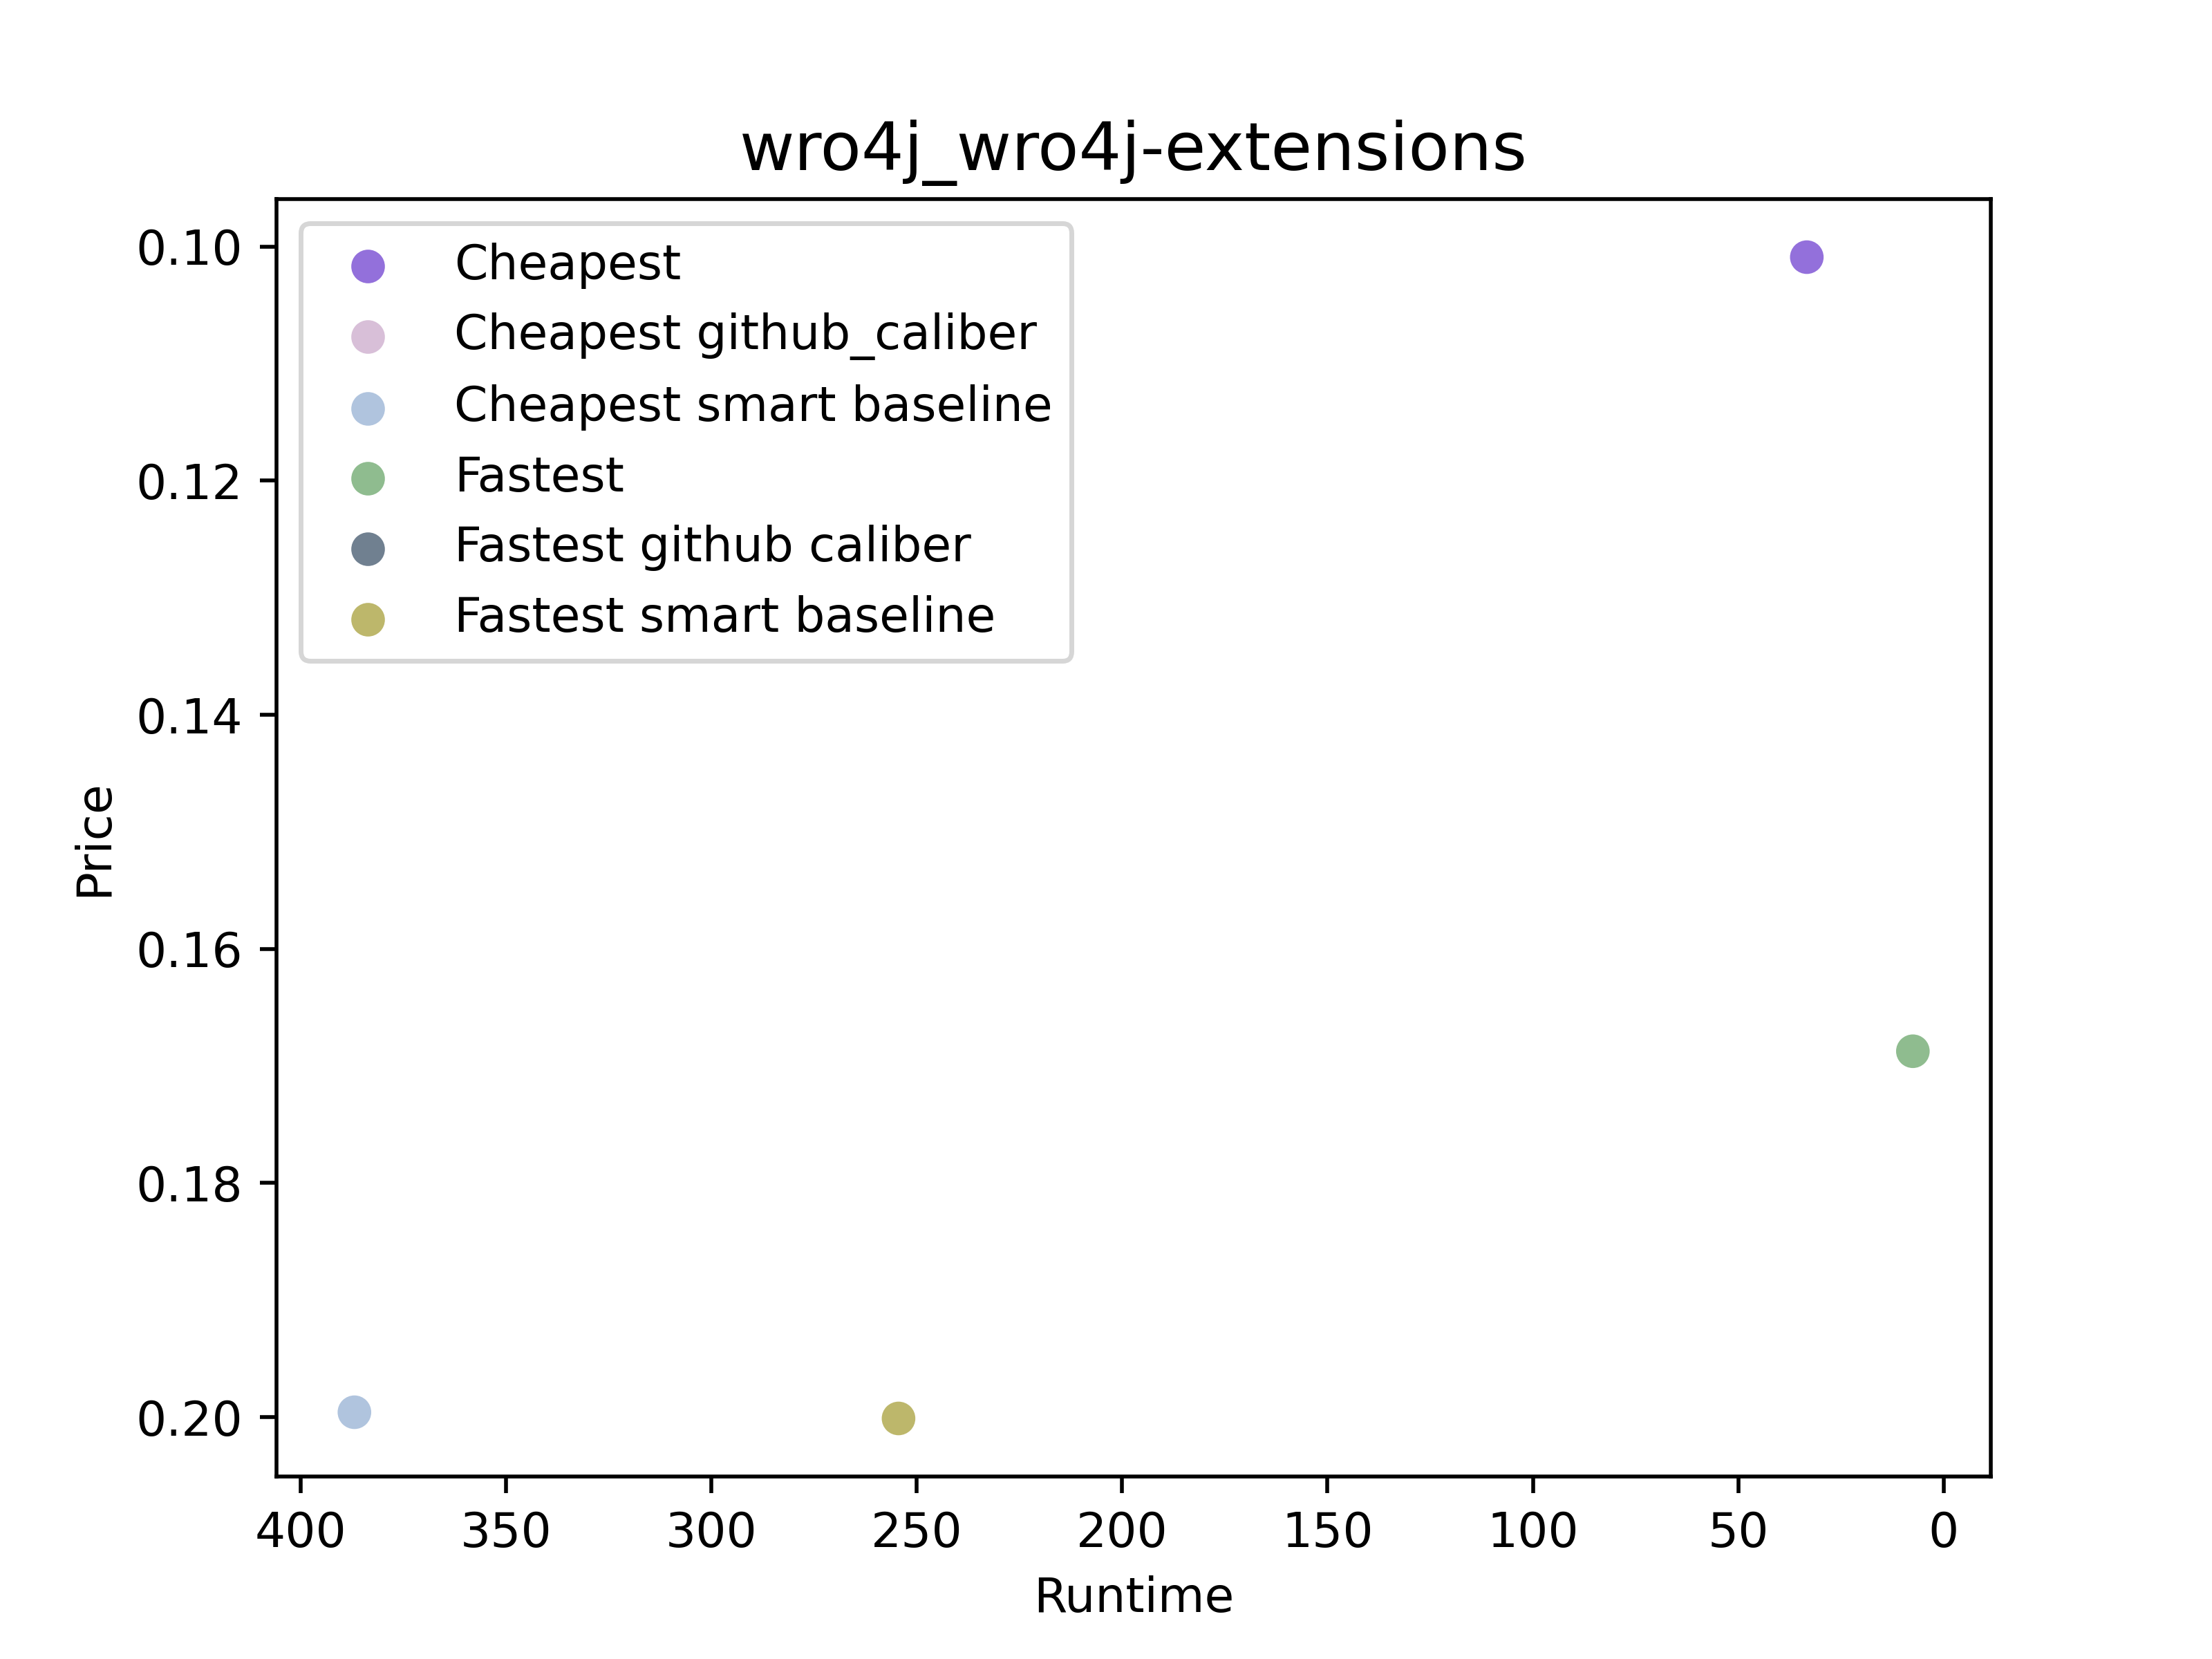 wro4j_wro4j-extensions
Cheapest
Cheapest github_caliber
Cheapest smart baseline
Fastest
Fastest github caliber
Fastest smart baseline
Price
0.10
0.12
0.14
0.16
0.18
0.20
400 350 300 250 200 150 100 50 0
Runtime